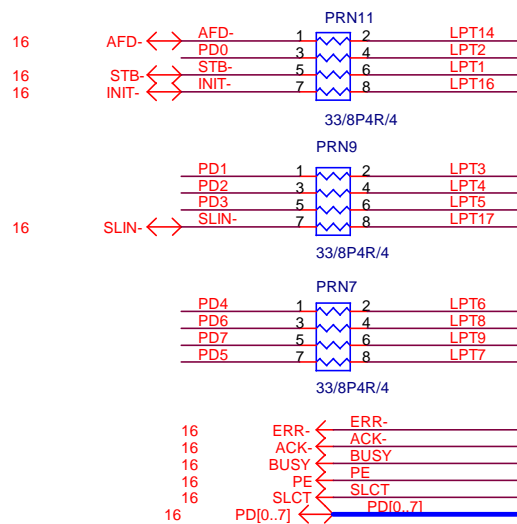 PRN11
16 AFD- AFD- 1 2 LPT14
PD0 3 4 LPT2
16 STB- STB- 5 6 LPT1
16 INIT- INIT- 7 8 LPT16
33/8P4R/4
PRN9
PD1 1 2 LPT3
PD2 3 4 LPT4
PD3 5 6 LPT5
16 SLIN- SLIN- 7 8 LPT17
33/8P4R/4
PRN7
PD4 1 2 LPT6
PD6 3 4 LPT8
PD7 5 6 LPT9
PD5 7 8 LPT7
33/8P4R/4
16 ERR- ERR-
16 ACK- ACK-
16 BUSY BUSY
16 PE PE
16 SLCT SLCT
16 PD[0..7] PD[0..7]